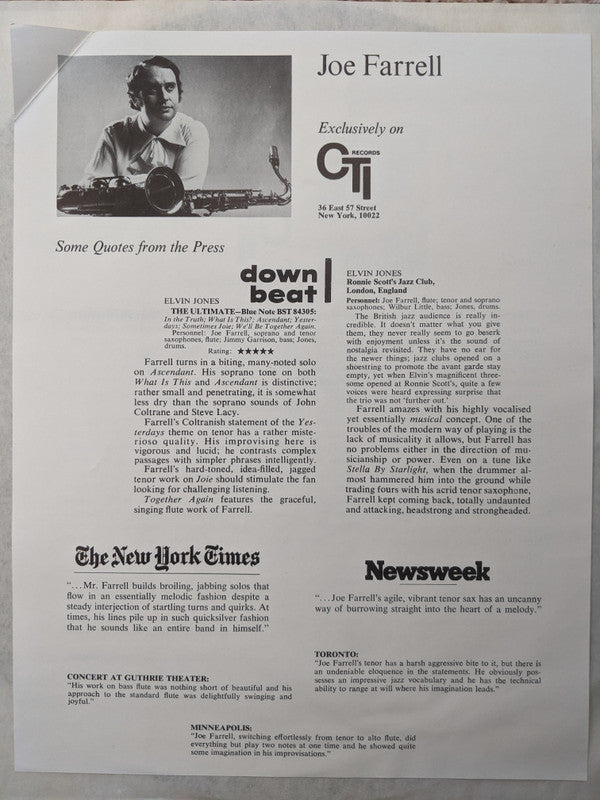 Joe Farrell
Exclusively on
CTI
RECORDS
36 East 57 Street
New York, 10022
Some Quotes from the Press
down
beat
ELVIN JONES
THE ULTIMATE—Blue Note BST 84305:
In the Truth; What Is This?; Ascendant; Yester-
days; Sometimes Joie; We'll Be Together Again.
Personnel: Joe Farrell, soprano and tenor
saxophones, flute; Jimmy Garrison, bass; Jones,
drums.
Rating: ★★★★★
Farrell turns in a biting, many-noted solo
on Ascendant. His soprano tone on both
What Is This and Ascendant is distinctive;
rather small and penetrating, it is somewhat
less dry than the soprano sounds of John
Coltrane and Steve Lacy.
Farrell's Coltranish statement of the Yes-
terdays theme on tenor has a rather miste-
rioso quality. His improvising here is
vigorous and lucid; he contrasts complex
passages with simpler phrases intelligently.
Farrell's hard-toned, idea-filled, jagged
tenor work on Joie should stimulate the fan
looking for challenging listening.
Together Again features the graceful,
singing flute work of Farrell.
ELVIN JONES
Ronnie Scott's Jazz Club,
London, England
Personnel: Joe Farrell, flute; tenor and soprano
saxophones; Wilbur Little, bass; Jones, drums.
The British jazz audience is really in-
credible. It doesn't matter what you give
them, they never really seem to go beserk
with enjoyment unless it's the sound of
nostalgia revisited. They have no ear for
the newer things; jazz clubs opened on a
shoestring to promote the avant garde stay
empty, yet when Elvin's magnificent three-
some opened at Ronnie Scott's, quite a few
voices were heard expressing surprise that
the trio was not 'further out.'
Farrell amazes with his highly vocalised
yet essentially musical concept. One of the
troubles of the modern way of playing is the
lack of musicality it allows, but Farrell has
no problems either in the direction of mu-
sicianship or power. Even on a tune like
Stella By Starlight, when the drummer al-
most hammered him into the ground while
trading fours with his acrid tenor saxophone,
Farrell kept coming back, totally undaunted
and attacking, headstrong and strongheaded.
The New York Times
"...Mr. Farrell builds broiling, jabbing solos that
flow in an essentially melodic fashion despite a
steady interjection of startling turns and quirks. At
times, his lines pile up in such quicksilver fashion
that he sounds like an entire band in himself."
Newsweek
"...Joe Farrell's agile, vibrant tenor sax has an uncanny
way of burrowing straight into the heart of a melody."
CONCERT AT GUTHRIE THEATER:
"His work on bass flute was nothing short of beautiful and his
approach to the standard flute was delightfully swinging and
joyful."
TORONTO:
"Joe Farrell's tenor has a harsh aggressive bite to it, but there is
an undeniable eloquence in the statements. He obviously pos-
sesses an impressive jazz vocabulary and he has the technical
ability to range at will where his imagination leads."
MINNEAPOLIS:
"Joe Farrell, switching effortlessly from tenor to alto flute, did
everything but play two notes at one time and he showed quite
some imagination in his improvisations."